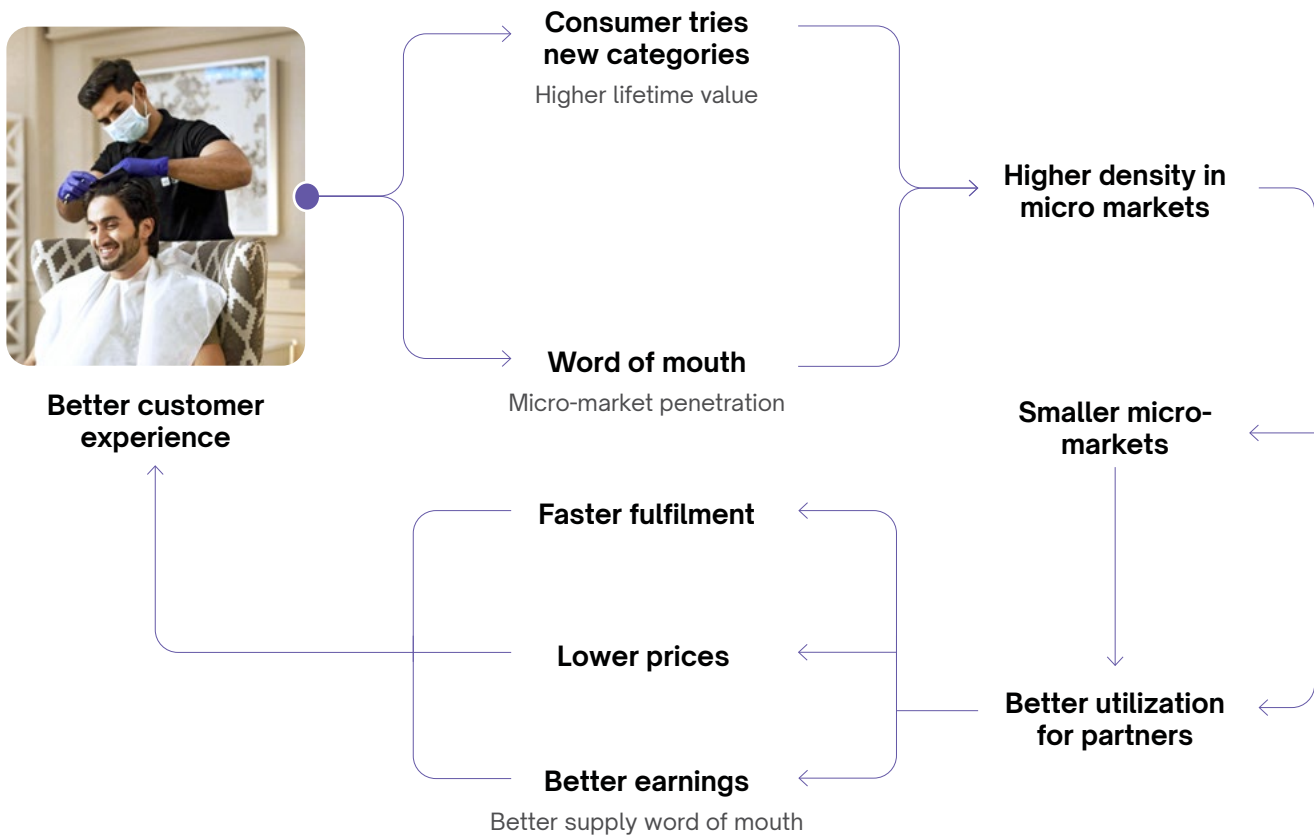 Consumer tries
new categories
Higher lifetime value
Higher density in
micro markets
Word of mouth
Micro-market penetration
Better customer
experience
Smaller micro-
markets
Faster fulfilment
Lower prices
Better utilization
for partners
Better earnings
Better supply word of mouth